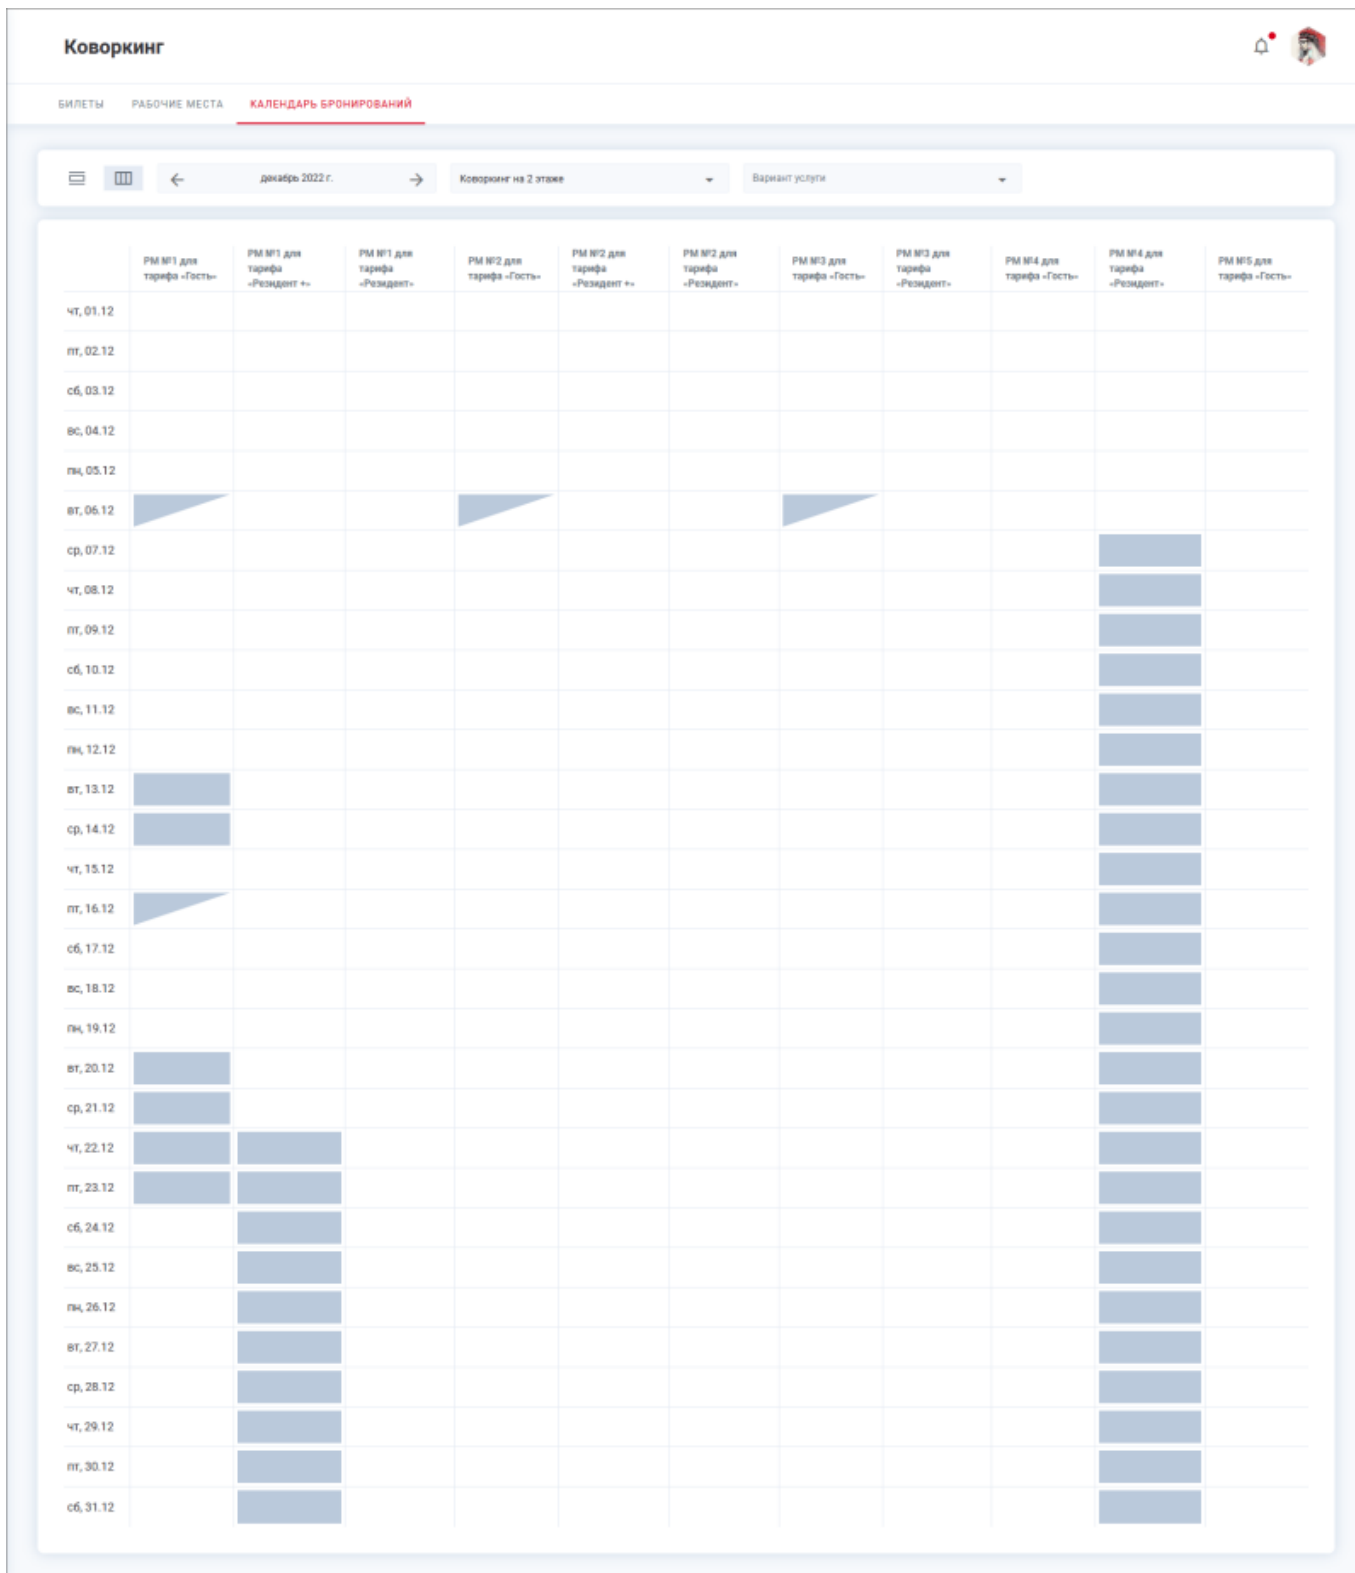 Коворкинг
БИЛЕТЫ РАБОЧИЕ МЕСТА КАЛЕНДАРЬ БРОНИРОВАНИЙ
декабрь 2022 г. Коворкинг на 2 этаже Вариант услуги
РМ №1 для тарифа «Гость»
РМ №1 для тарифа «Резидент +»
РМ №1 для тарифа «Резидент»
РМ №2 для тарифа «Гость»
РМ №2 для тарифа «Резидент +»
РМ №2 для тарифа «Резидент»
РМ №3 для тарифа «Гость»
РМ №3 для тарифа «Резидент»
РМ №4 для тарифа «Гость»
РМ №4 для тарифа «Резидент»
РМ №5 для тарифа «Гость»
чт, 01.12
пт, 02.12
сб, 03.12
вс, 04.12
пн, 05.12
вт, 06.12
ср, 07.12
чт, 08.12
пт, 09.12
сб, 10.12
вс, 11.12
пн, 12.12
вт, 13.12
ср, 14.12
чт, 15.12
пт, 16.12
сб, 17.12
вс, 18.12
пн, 19.12
вт, 20.12
ср, 21.12
чт, 22.12
пт, 23.12
сб, 24.12
вс, 25.12
пн, 26.12
вт, 27.12
ср, 28.12
чт, 29.12
пт, 30.12
сб, 31.12